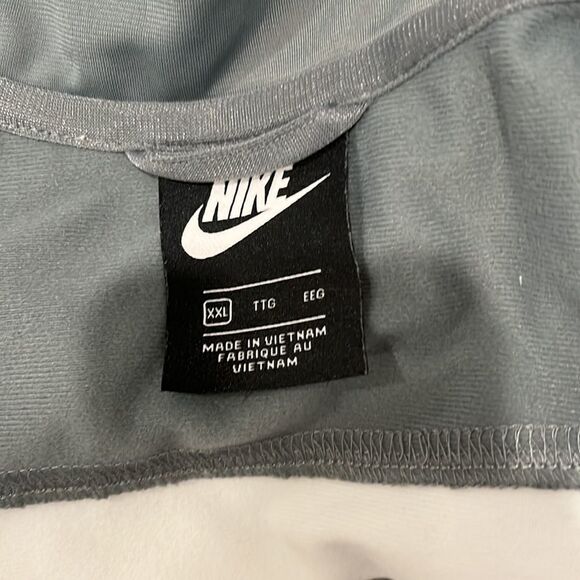 NIKE
XXL TTG EEG
MADE IN VIETNAM
FABRIQUE AU
VIETNAM